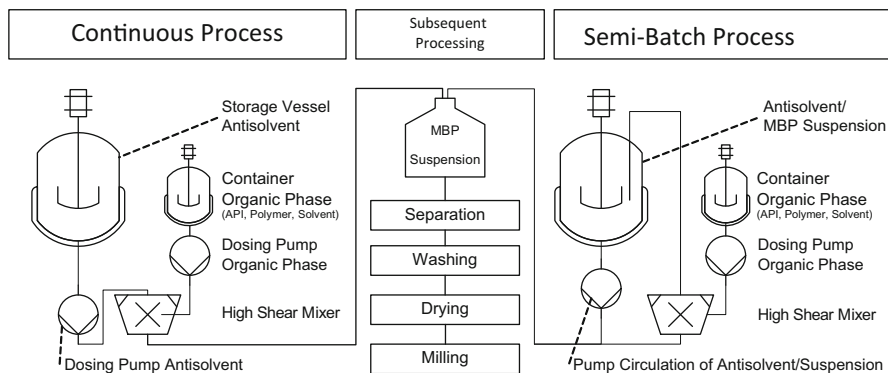 Continuous Process
Subsequent
Processing
Semi-Batch Process
Storage Vessel
Antisolvent
Container
Organic Phase
(API, Polymer, Solvent)
Dosing Pump
Organic Phase
High Shear Mixer
Dosing Pump Antisolvent
MBP
Suspension
Separation
Washing
Drying
Milling
Antisolvent/
MBP Suspension
Container
Organic Phase
(API, Polymer, Solvent)
Dosing Pump
Organic Phase
High Shear Mixer
Pump Circulation of Antisolvent/Suspension